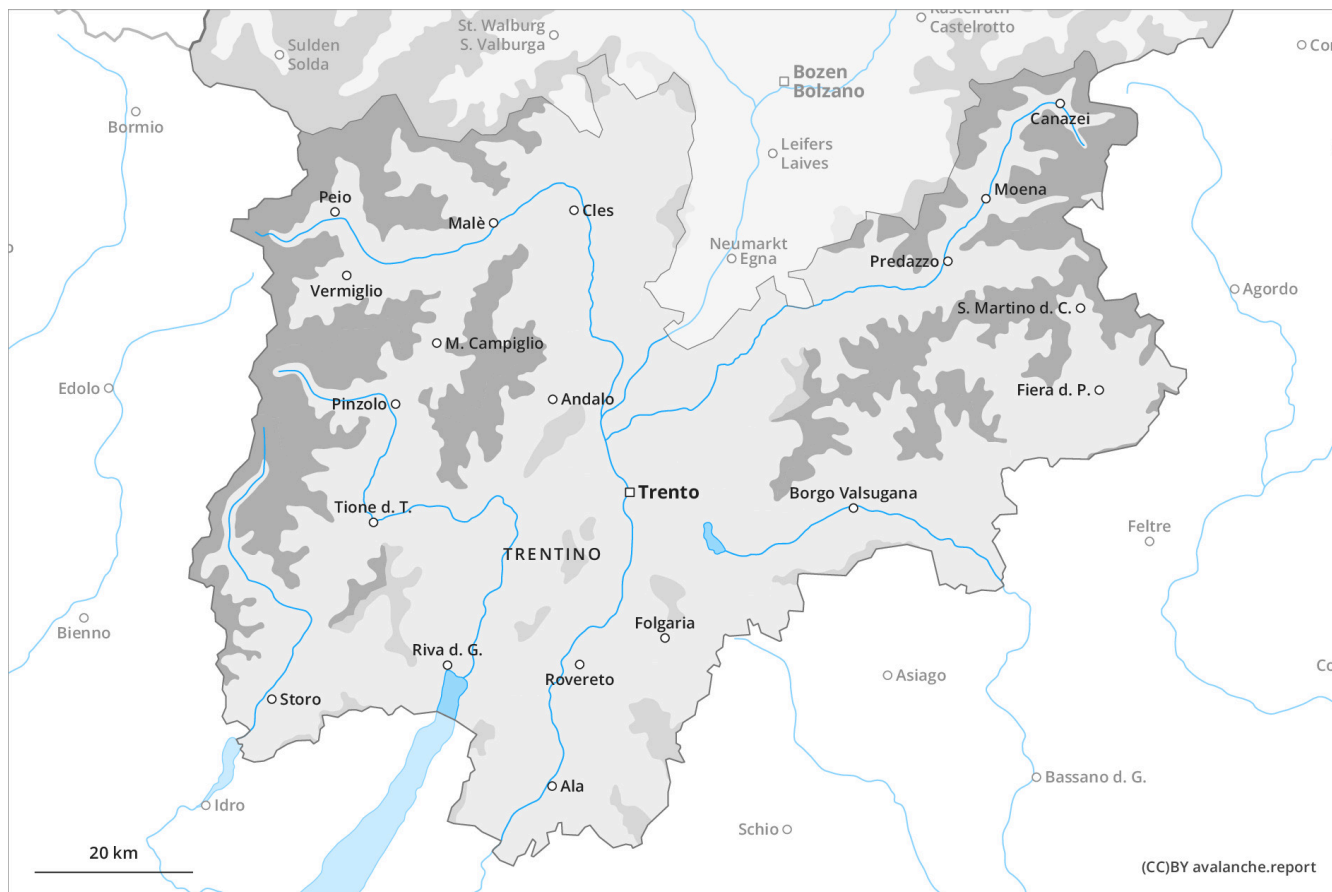 St. Walburg
S. Valburga
Kastelruth
Castelrotto
Sulden
Solda
Bozen
Bolzano
Bormio
Canazei
Leifers
Laives
Peio
Moena
Malè
Cles
Neumarkt
Egna
Predazzo
Vermiglio
Agordo
S. Martino d. C.
M. Campiglio
Edolo
Fiera d. P.
Pinzolo
Andalo
Trento
Borgo Valsugana
Tione d. T.
Feltre
TRENTINO
Bienno
Folgaria
Riva d. G.
Rovereto
Asiago
Storo
Ala
Bassano d. G.
Idro
Schio
20 km
(CC)BY avalanche.report